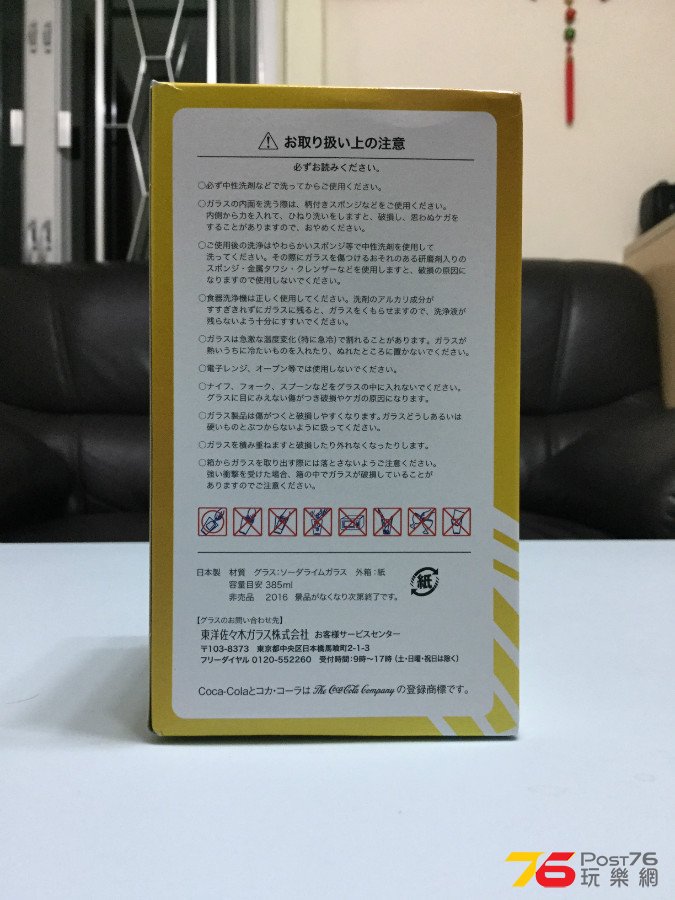 お取り扱い上の注意
必ずお読みください。
○必ず中性洗剤などで洗ってからご使用ください。
○ガラスの内面を洗う際は、柄付きスポンジなどをご使用ください。
内側から力を入れて、ひねり洗いをしますと、破損し、思わぬケガを
することがありますので、おやめください。
○ご使用後の洗浄はやわらかいスポンジ等で中性洗剤を使用して
洗ってください。その際にガラスを傷つけるおそれのある研磨剤入りの
スポンジ・金属タワシ・クレンザーなどを使用しますと、破損の原因に
なりますので使用しないでください。
○食器洗浄機は正しく使用してください。洗剤のアルカリ成分が
すすぎきれずにガラスに残ると、ガラスをくもらせますので、洗浄液が
残らないよう十分にすすいでください。
○ガラスは急激な温度変化(特に急冷)で割れることがあります。ガラスが
熱いうちに冷たいものを入れたり、ぬれたところに置かないでください。
○電子レンジ、オーブン等では使用しないでください。
○ナイフ、フォーク、スプーンなどをグラスの中に入れないでください。
グラスに目にみえない傷がつき破損やケガの原因になります。
○ガラス製品は傷がつくと破損しやすくなります。ガラスどうしあるいは
硬いものとぶつからないように扱ってください。
○ガラスを積み重ねますと破損したり外れなくなったりします。
○箱からガラスを取り出す際には落とさないようご注意ください。
強い衝撃を受けた場合、箱の中でガラスが破損していることが
ありますのでご注意ください。
日本製 材質 グラス:ソーダライムガラス 外箱:紙
容量目安 385ml
非売品 2016 景品がなくなり次第終了です。
紙
【グラスのお問い合わせ先】
東洋佐々木ガラス株式会社 お客様サービスセンター
〒103-8373 東京都中央区日本橋馬喰町2-1-3
フリーダイヤル 0120-552260 受付時間:9時〜17時(土・日曜・祝日は除く)
Coca-Colaとコカ・コーラは The Coca-Cola Company の登録商標です。
76 Post76
玩樂網